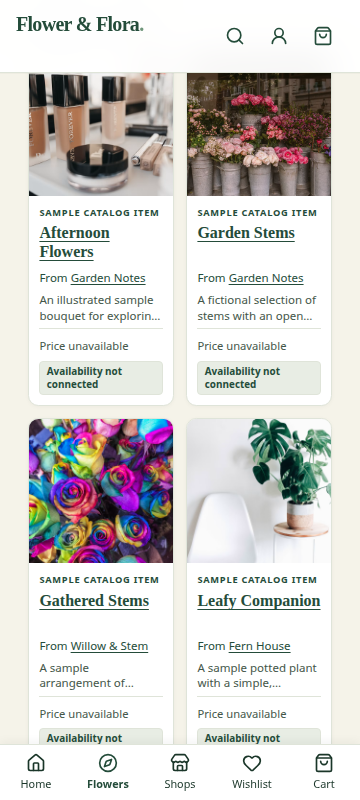 Flower & Flora.
SAMPLE CATALOG ITEM
Afternoon
Flowers
From Garden Notes
An illustrated sample
bouquet for explorin...
Price unavailable
Availability not
connected
SAMPLE CATALOG ITEM
Garden Stems
From Garden Notes
A fictional selection of
stems with an open...
Price unavailable
Availability not
connected
SAMPLE CATALOG ITEM
Gathered Stems
From Willow & Stem
A sample
arrangement of...
Price unavailable
Availability not
SAMPLE CATALOG ITEM
Leafy Companion
From Fern House
A sample potted plant
with a simple,...
Price unavailable
Availability not
Home
Flowers
Shops
Wishlist
Cart